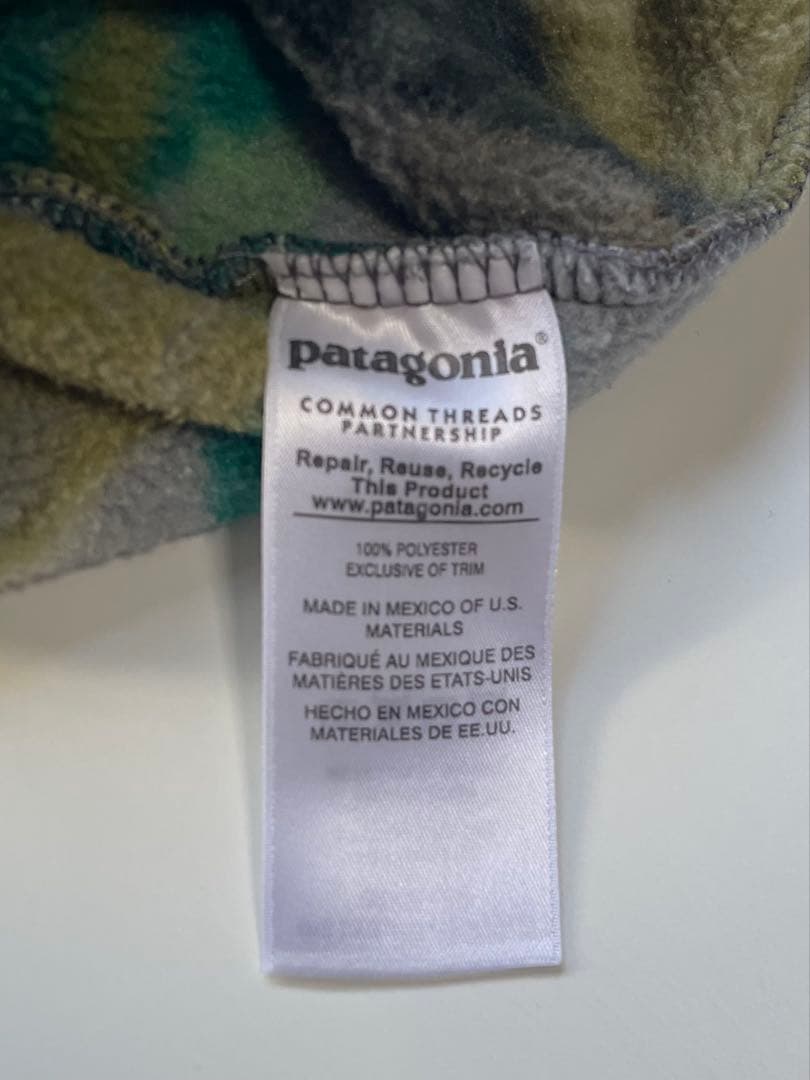 patagonia®
COMMON THREADS
PARTNERSHIP
Repair, Reuse, Recycle
This Product
www.patagonia.com
100% POLYESTER
EXCLUSIVE OF TRIM
MADE IN MEXICO OF U.S.
MATERIALS
FABRIQUÉ AU MEXIQUE DES
MATIÈRES DES ETATS-UNIS
HECHO EN MEXICO CON
MATERIALES DE EE.UU.